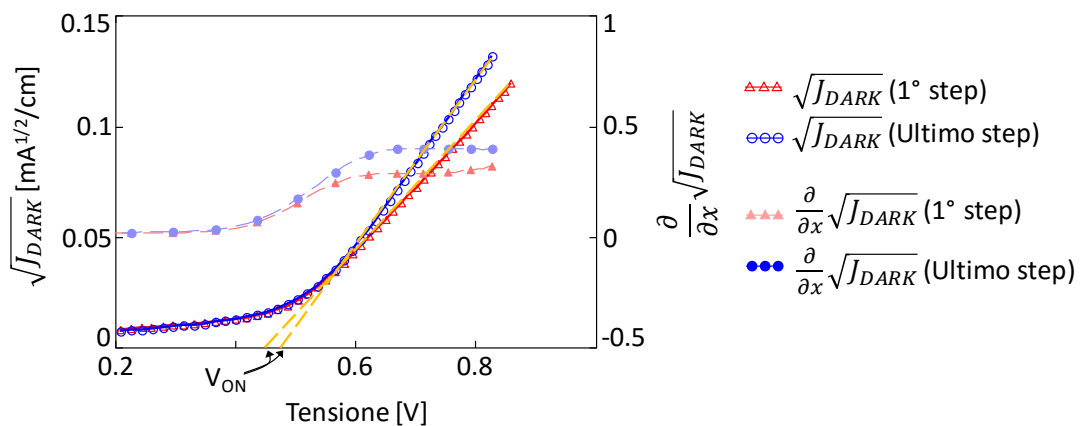 0.15
0.1
0.05
0
√J_DARK [mA^1/2/cm]
0.2
0.6
0.8
V_ON
Tensione [V]
1
0.5
0
-0.5
∂/∂x √J_DARK
√J_DARK (1° step)
√J_DARK (Ultimo step)
∂/∂x √J_DARK (1° step)
∂/∂x √J_DARK (Ultimo step)